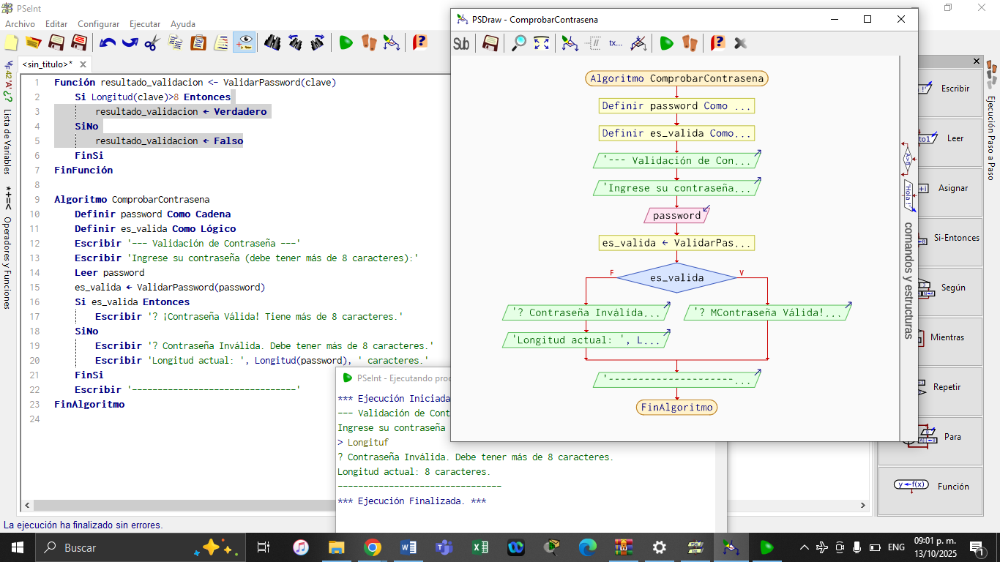 PSeInt
Archivo Editar Configurar Ejecutar Ayuda
<sin_titulo>*
Lista de Variables
Operadores y Funciones
1 Función resultado_validacion <- ValidarPassword(clave)
2 Si Longitud(clave)>8 Entonces
3 resultado_validacion ← Verdadero
4 SiNo
5 resultado_validacion ← Falso
6 FinSi
7 FinFunción
8
9 Algoritmo ComprobarContrasena
10 Definir password Como Cadena
11 Definir es_valida Como Lógico
12 Escribir '--- Validación de Contraseña ---'
13 Escribir 'Ingrese su contraseña (debe tener más de 8 caracteres):'
14 Leer password
15 es_valida ← ValidarPassword(password)
16 Si es_valida Entonces
17 Escribir '? ¡Contraseña Válida! Tiene más de 8 caracteres.'
18 SiNo
19 Escribir '? Contraseña Inválida. Debe tener más de 8 caracteres.'
20 Escribir 'Longitud actual: ', Longitud(password), ' caracteres.'
21 FinSi
22 Escribir '--------------------------------'
23 FinAlgoritmo
24
PSeInt - Ejecutando proc
*** Ejecución Iniciada
--- Validación de Cont
Ingrese su contraseña
> Longituf
? Contraseña Inválida. Debe tener más de 8 caracteres.
Longitud actual: 8 caracteres.
--------------------------------
*** Ejecución Finalizada. ***
PSDraw - ComprobarContrasena
Sub
tx...
Algoritmo ComprobarContrasena
Definir password Como ...
Definir es_valida Como...
'--- Validación de Con...
'Ingrese su contraseña...
password
es_valida ← ValidarPas...
es_valida
F
V
'? Contraseña Inválida...
'? MContraseña Válida!...
'Longitud actual: ', L...
'---------------------...
FinAlgoritmo
A>B
'Hola !'
comandos y estructuras
Escribir
Leer
Asignar
Si-Entonces
Según
Mientras
Repetir
Para
y←f(x)
Función
Ejecución Paso a Paso
La ejecución ha finalizado sin errores.
Buscar
ENG
09:01 p. m.
13/10/2025
1